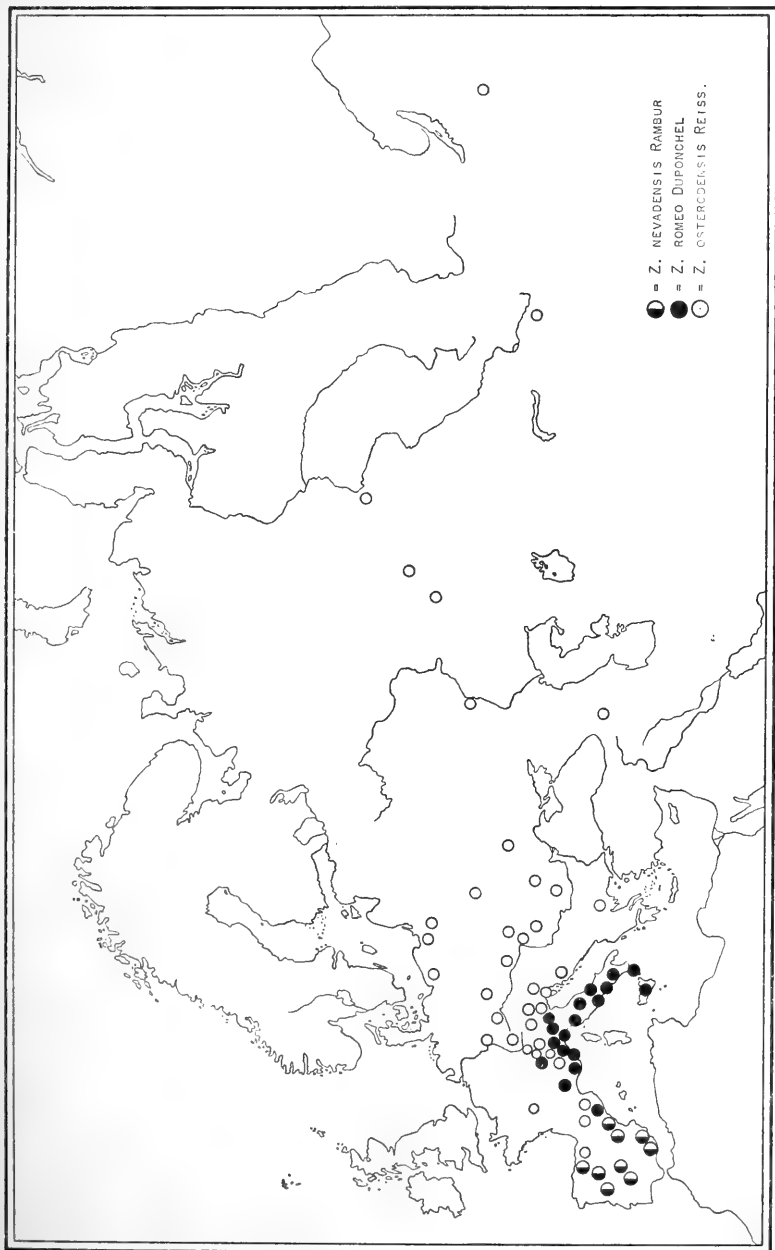 ◒ = Z. NEVADENSIS RAMBUR
● = Z. ROMEO DUPONCHEL
○ = Z. OSTERODENSIS REISS.